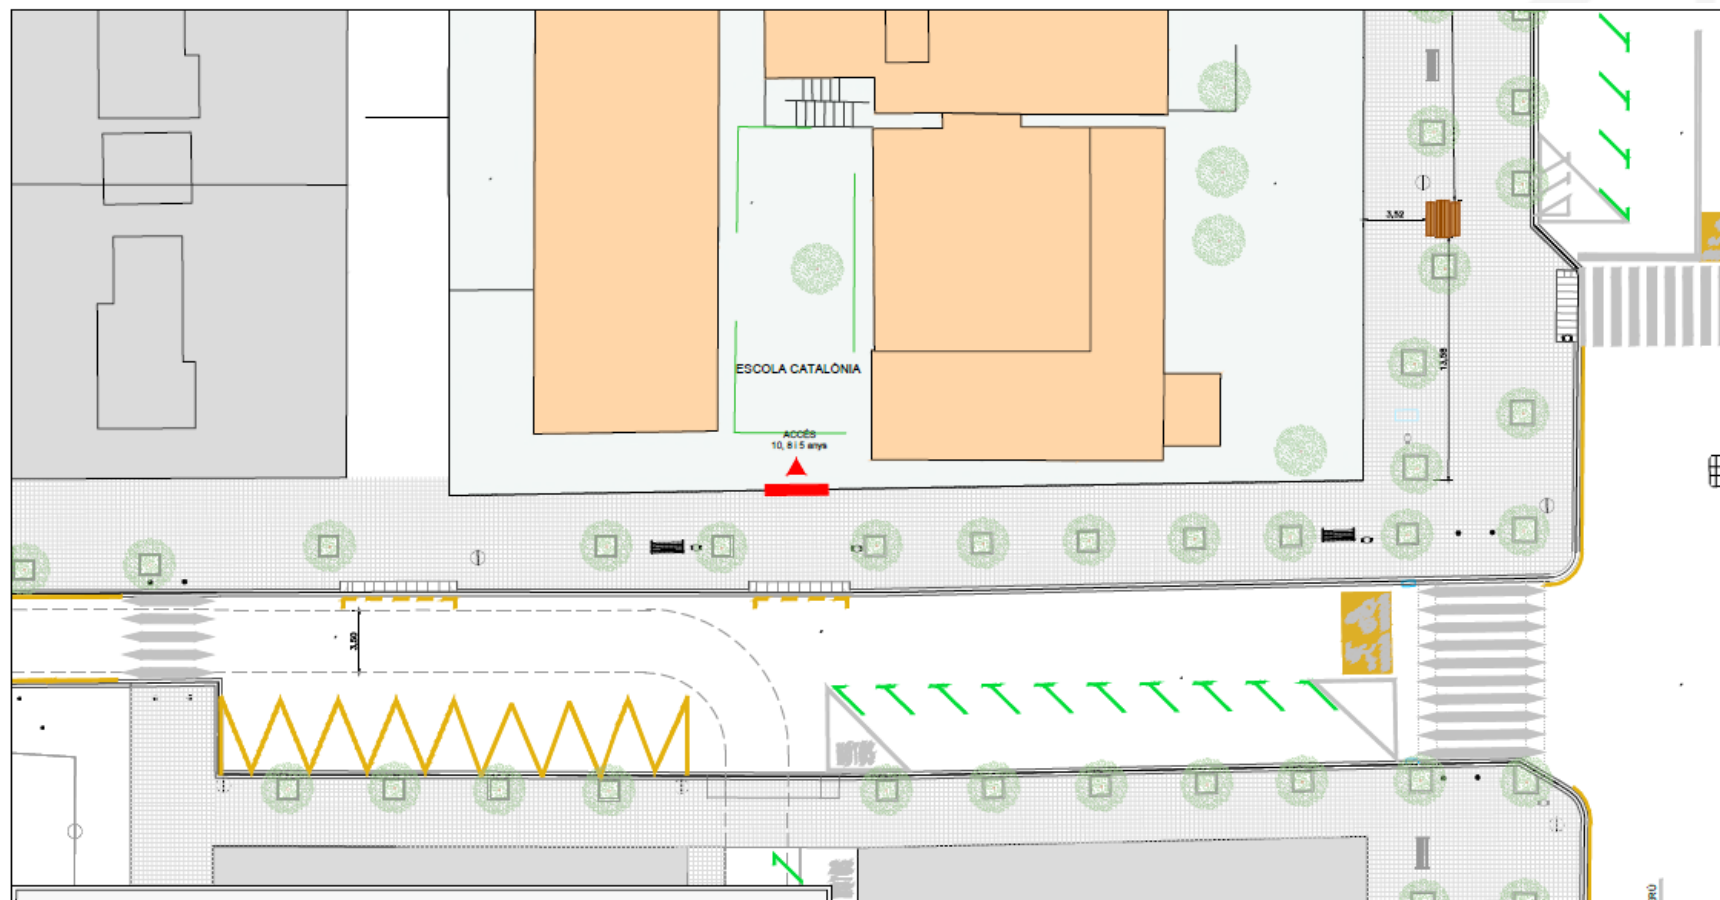 3,52
13,58
ESCOLA CATALÒNIA
ACCÉS
10, 8 i 5 anys
3,50